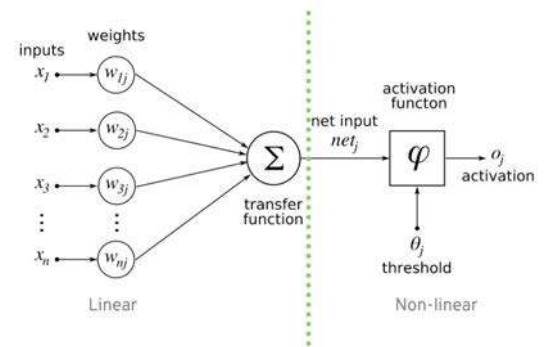 weights
inputs
x1
w1j
x2
w2j
x3
w3j
xn
wnj
Σ
transfer
function
net input
netj
activation
functon
φ
oj
activation
θj
threshold
Linear
Non-linear